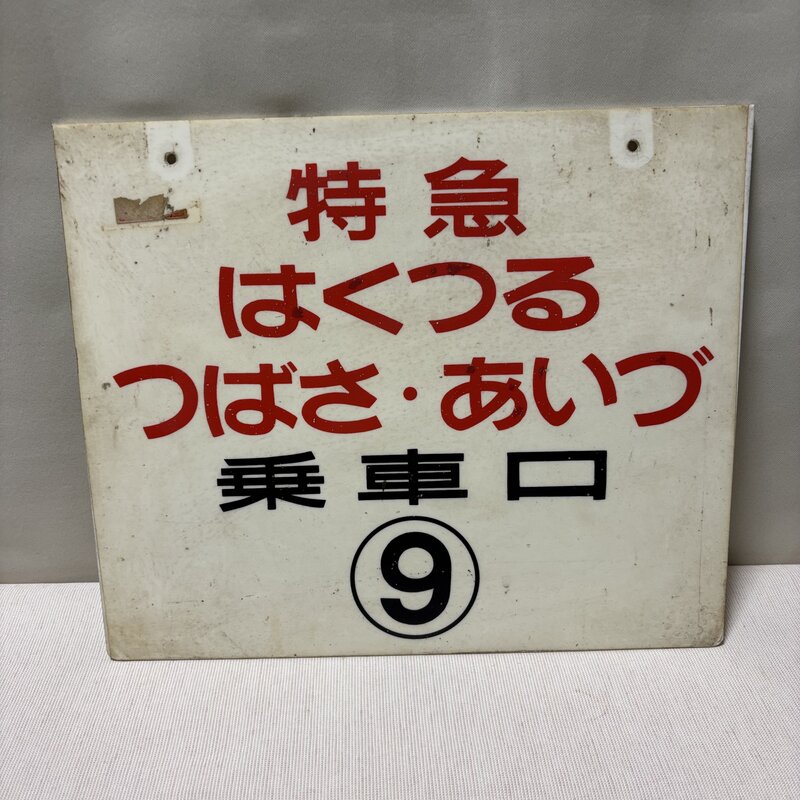 特急
はくつる
つばさ・あいづ
乗車口
⑨